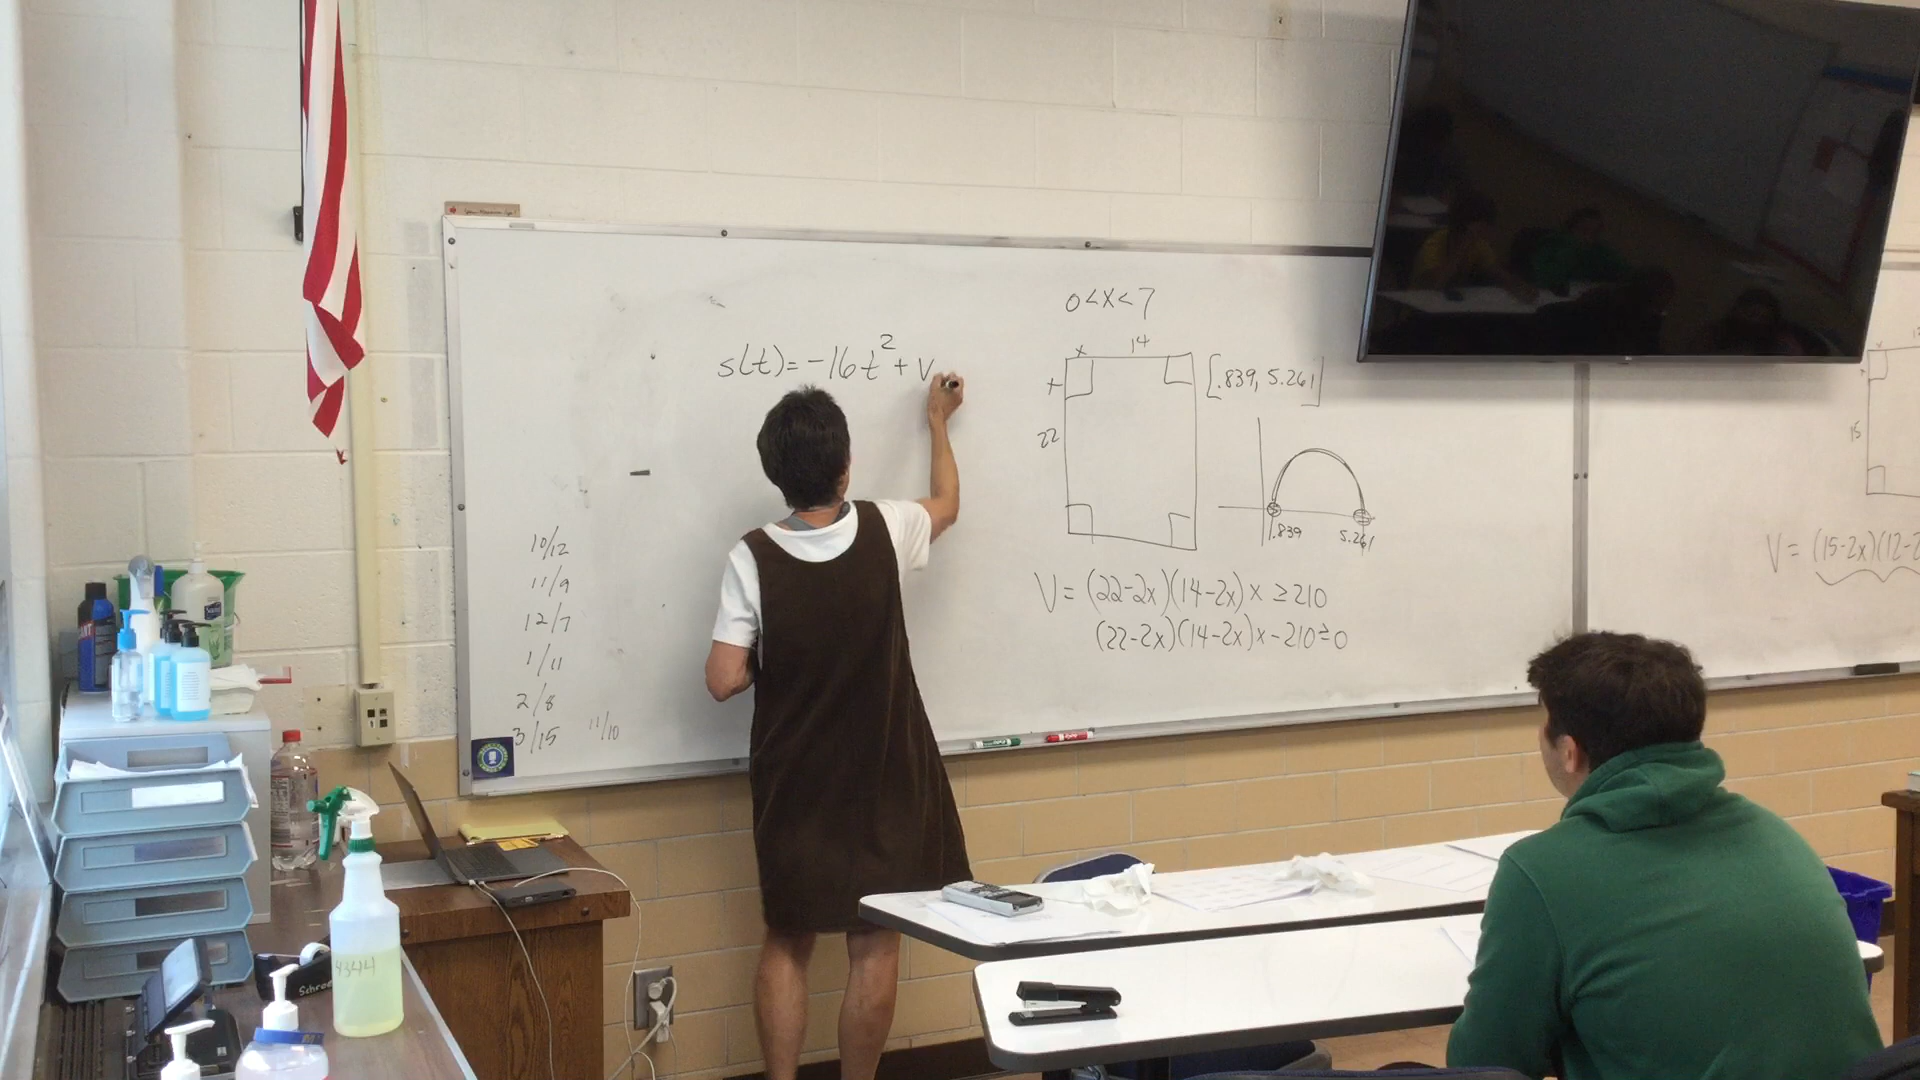 s(t)= -16t² + v
0<x<7
x
14
x
22
[.839, 5.261]
.839 5.261
V = (22-2x)(14-2x)x ≥ 210
(22-2x)(14-2x)x - 210 ≥ 0
10/12
11/9
12/7
1/11
2/8
3/15
11/10
x
15
V = (15-2x)(12-2
4344
Schroe